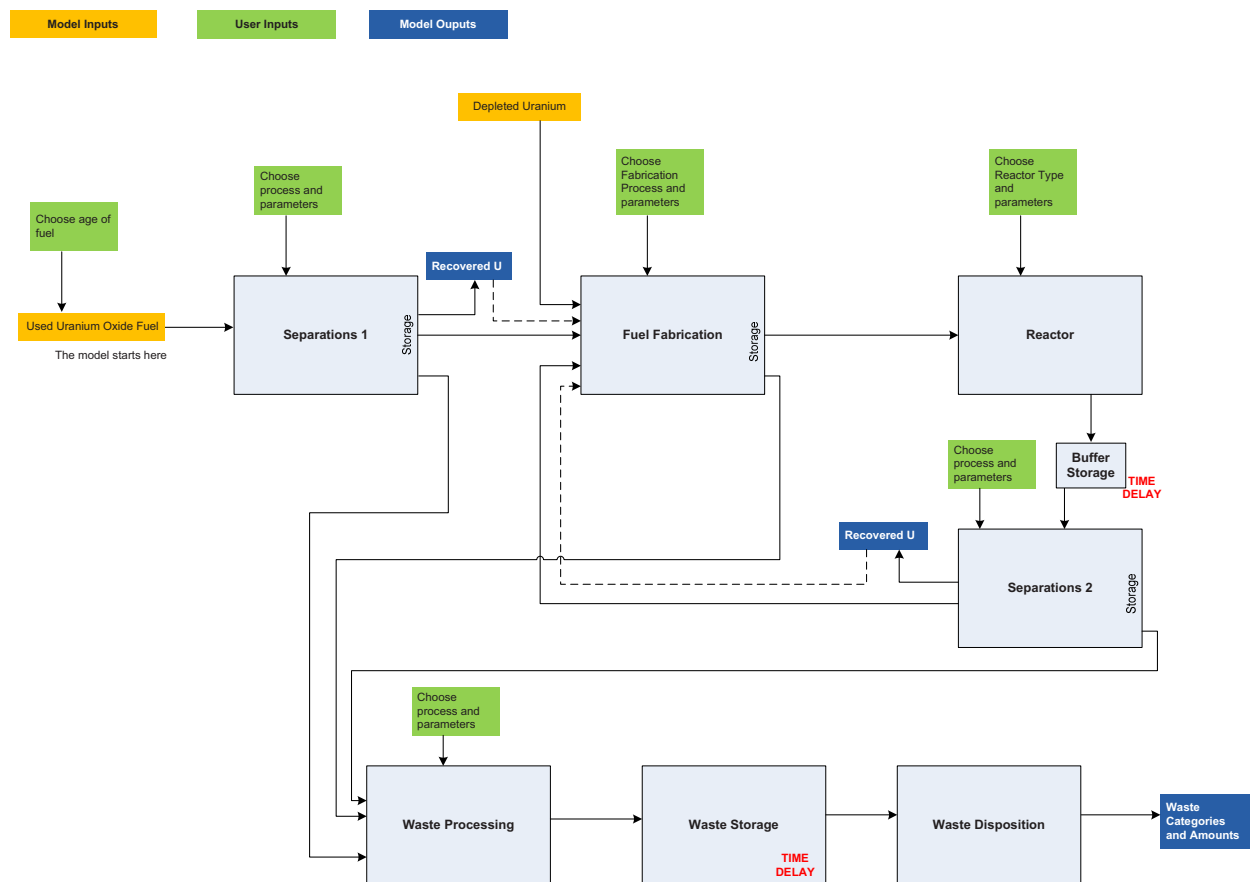 Model Inputs
User Inputs
Model Ouputs
Depleted Uranium
Choose
process and
parameters
Choose
Fabrication
Process and
parameters
Choose
Reactor Type
and
parameters
Choose age of
fuel
Recovered U
Used Uranium Oxide Fuel
The model starts here
Separations 1
Storage
Fuel Fabrication
Storage
Reactor
Choose
process and
parameters
Buffer
Storage
TIME
DELAY
Recovered U
Separations 2
Storage
Choose
process and
parameters
Waste Processing
Waste Storage
TIME
DELAY
Waste Disposition
Waste
Categories
and Amounts